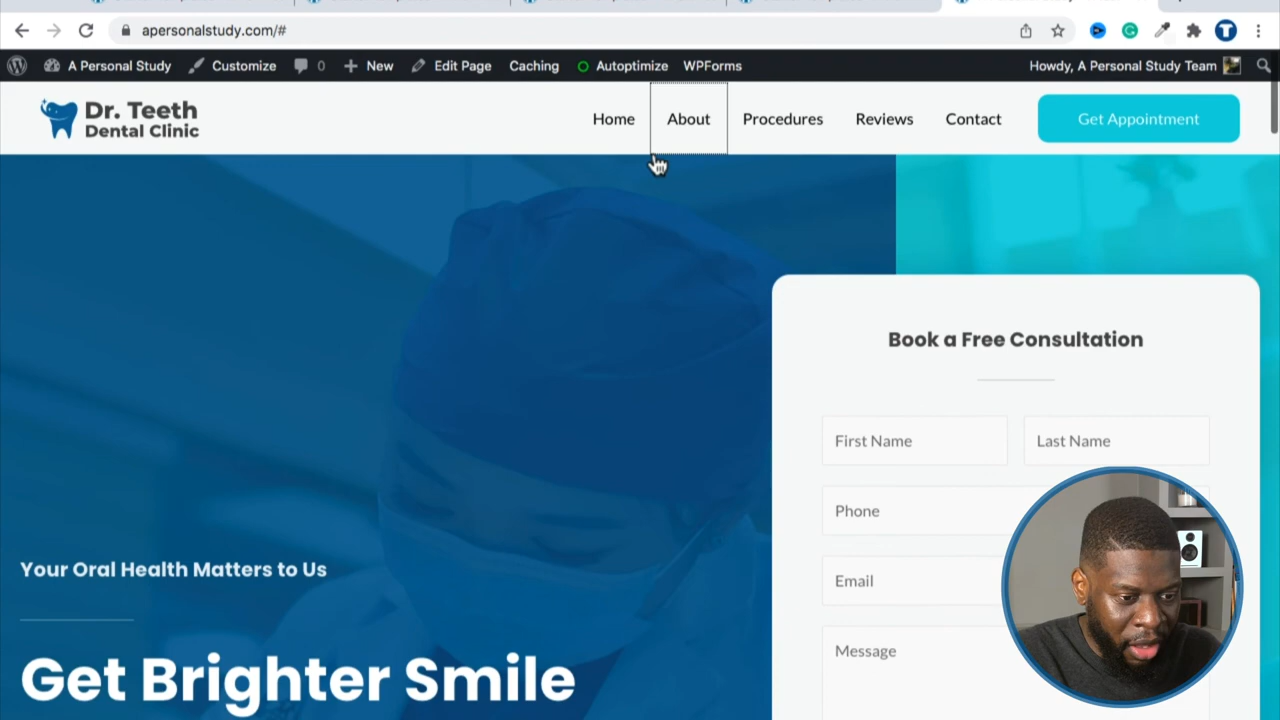 apersonalstudy.com/#
A Personal Study Customize 0 New Edit Page Caching Autoptimize WPForms Howdy, A Personal Study Team
Dr. Teeth
Dental Clinic
Home About Procedures Reviews Contact Get Appointment
Book a Free Consultation
First Name Last Name
Phone
Email
Message
Your Oral Health Matters to Us
Get Brighter Smile